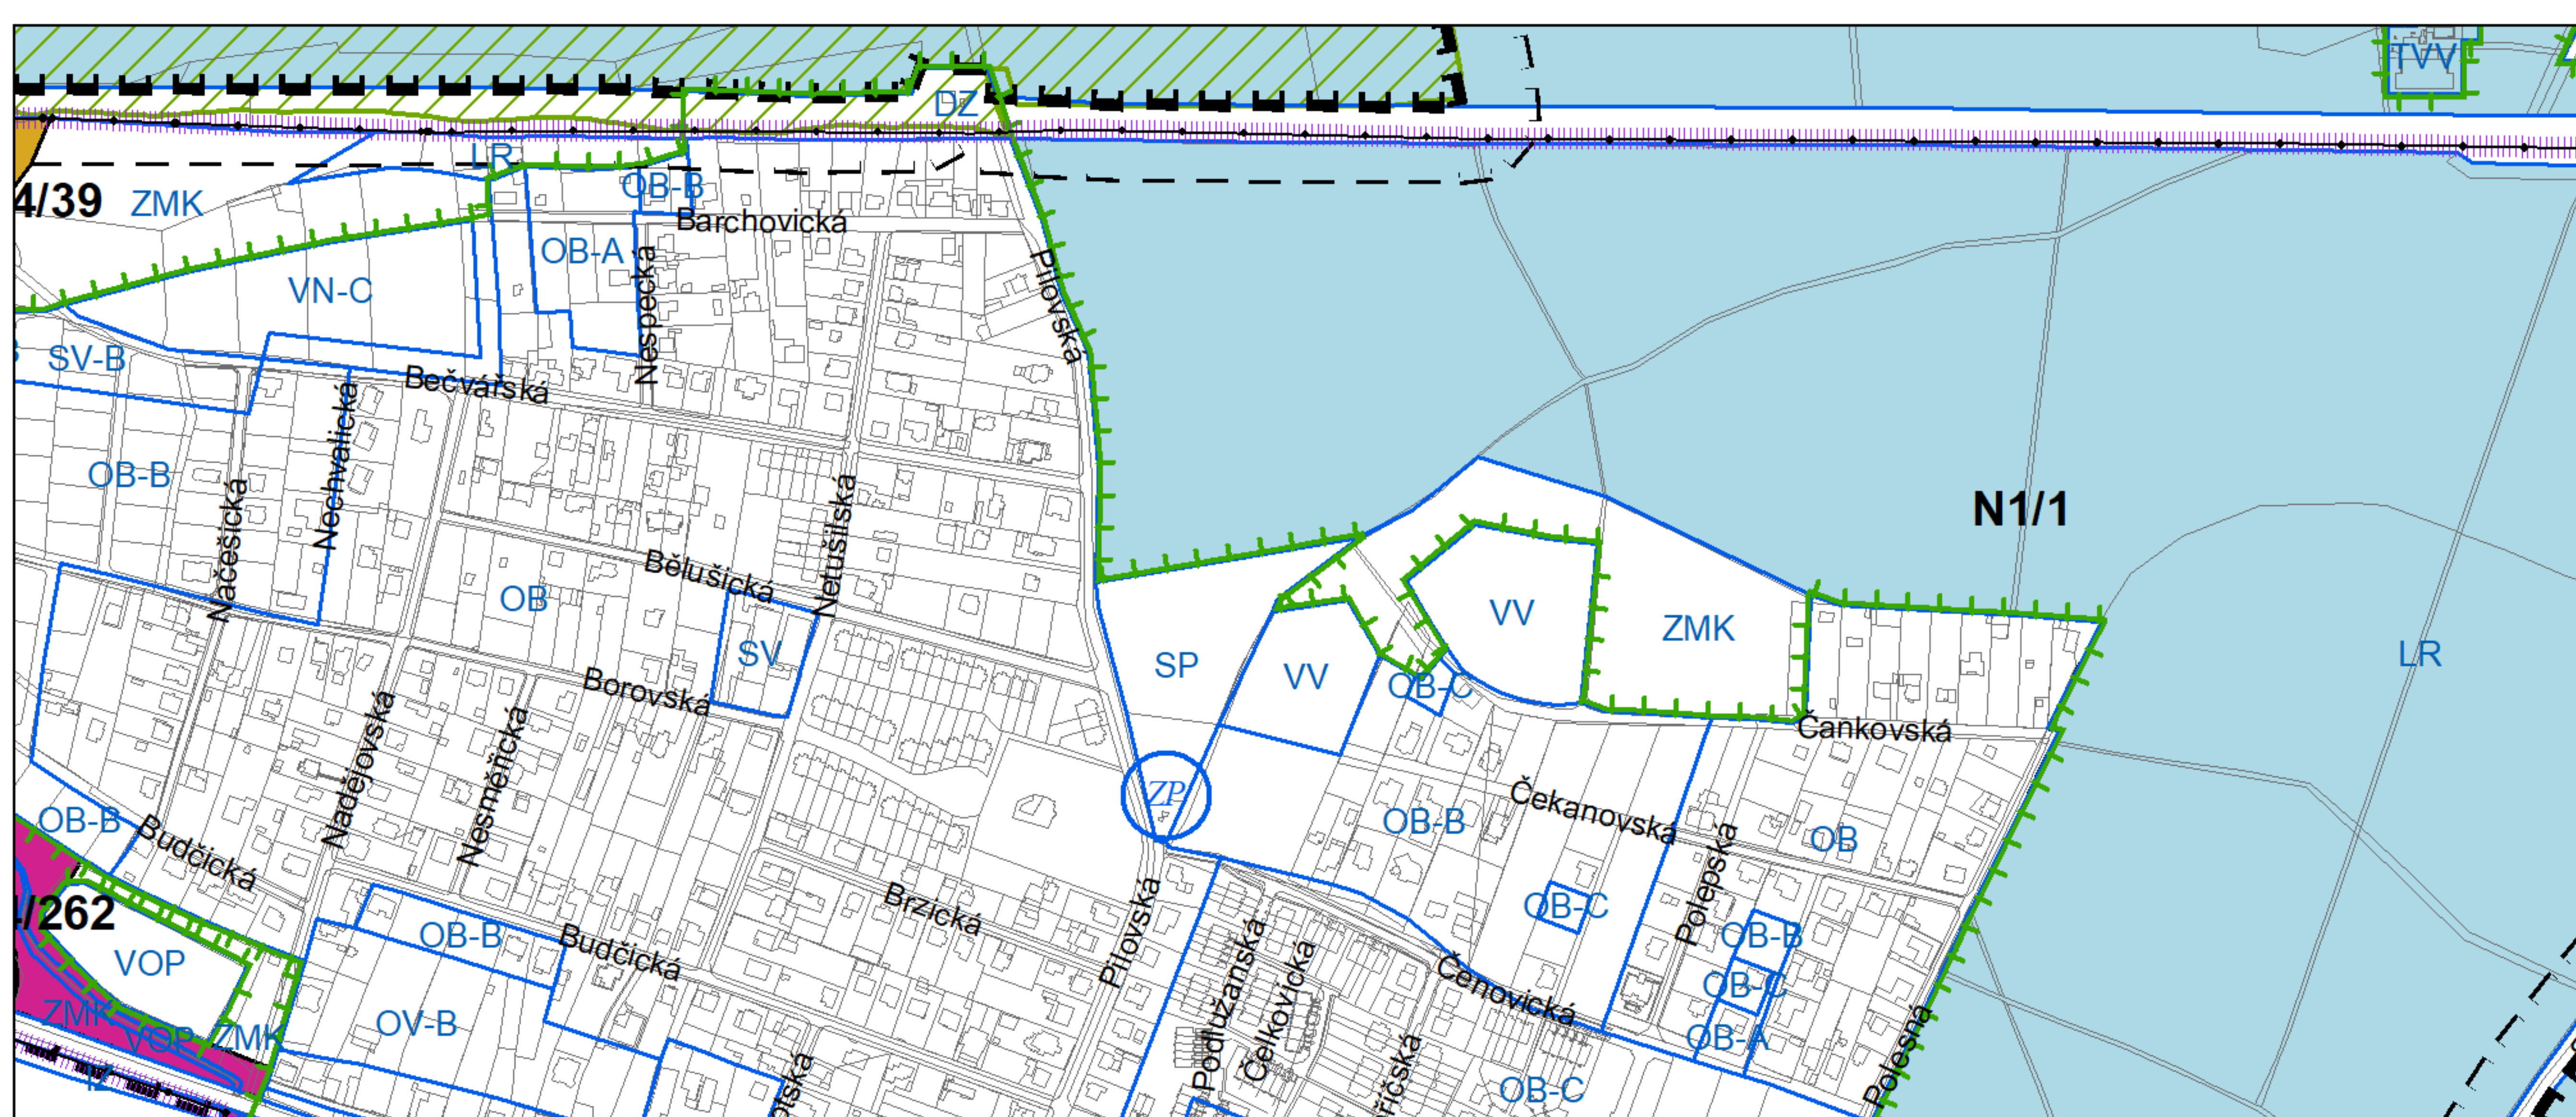 TVV
DZ
LR
4/39
ZMK
OB-B
Barchovická
OB-A
Nespecká
Pilovská
VN-C
SV-B
Bečvářská
Nechvalická
OB-B
Načešická
Netušilská
N1/1
Bělušická
OB
VV
ZMK
SV
SP
VV
LR
OB-C
Borovská
Čankovská
Nadějovská
Nesměřická
ZP
OB-B
Čekanovská
OB
OB-B
Budčická
Polepská
Brzická
OB-C
/262
OB-B
Budčická
Pilovská
OB-B
VOP
Podlužanská
Čelkovická
Čenovická
OB-C
ZMK
VOP
ZMK
OV-B
OB-A
Polesná
IZ
OB-C